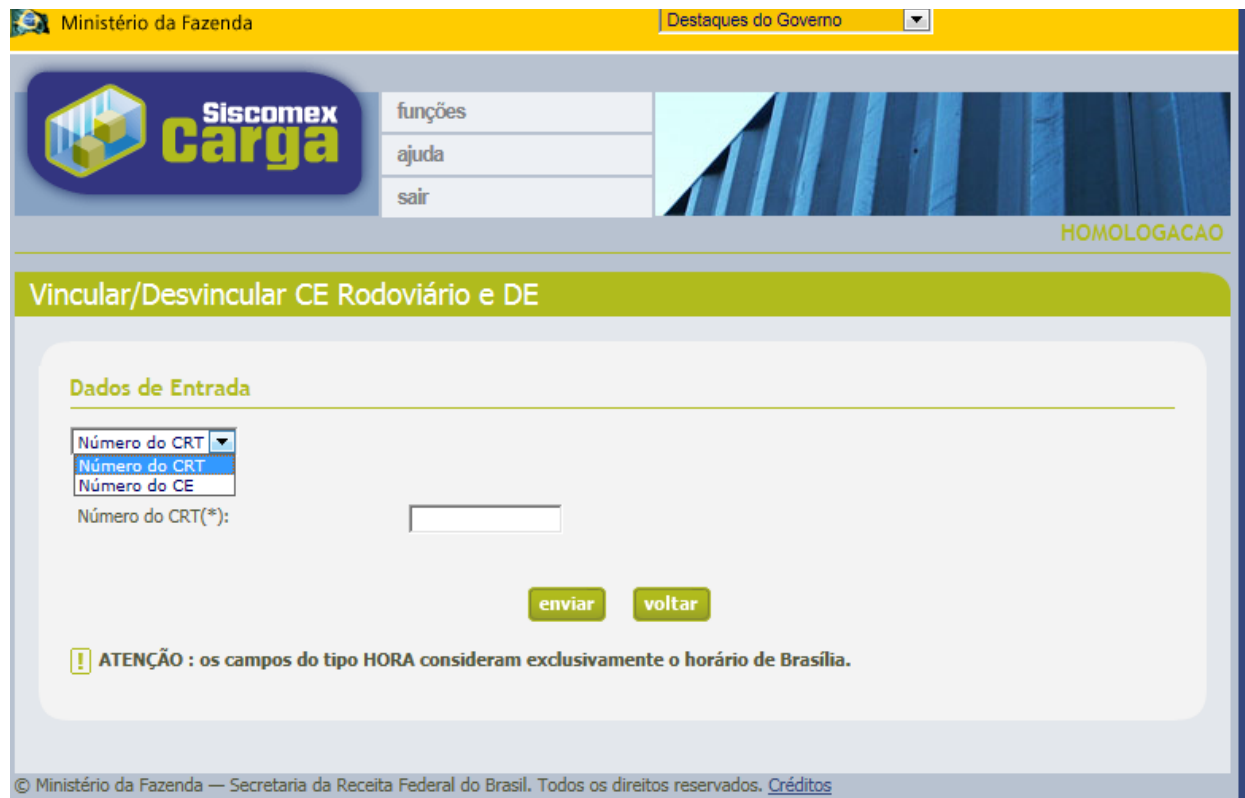 Ministério da Fazenda
Destaques do Governo
Siscomex
Carga
funções
ajuda
sair
HOMOLOGACAO
Vincular/Desvincular CE Rodoviário e DE
Dados de Entrada
Número do CRT
Número do CRT
Número do CE
Número do CRT(*):
enviar voltar
! ATENÇÃO : os campos do tipo HORA consideram exclusivamente o horário de Brasília.
© Ministério da Fazenda — Secretaria da Receita Federal do Brasil. Todos os direitos reservados. Créditos